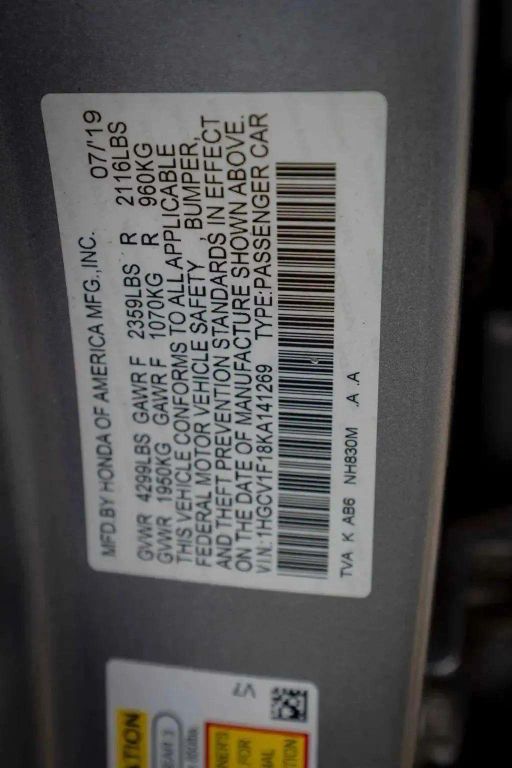 MFD.BY HONDA OF AMERICA MFG.,INC. 07/'19
GVWR 4299LBS GAWR F 2359LBS R 2116LBS
GVWR 1950KG GAWR F 1070KG R 960KG
THIS VEHICLE CONFORMS TO ALL APPLICABLE
FEDERAL MOTOR VEHICLE SAFETY , BUMPER,
AND THEFT PREVENTION STANDARDS IN EFFECT
ON THE DATE OF MANUFACTURE SHOWN ABOVE.
V.I.N.:1HGCV1F18KA141269 TYPE:PASSENGER CAR
TVA K AB6 NH830M .A .A